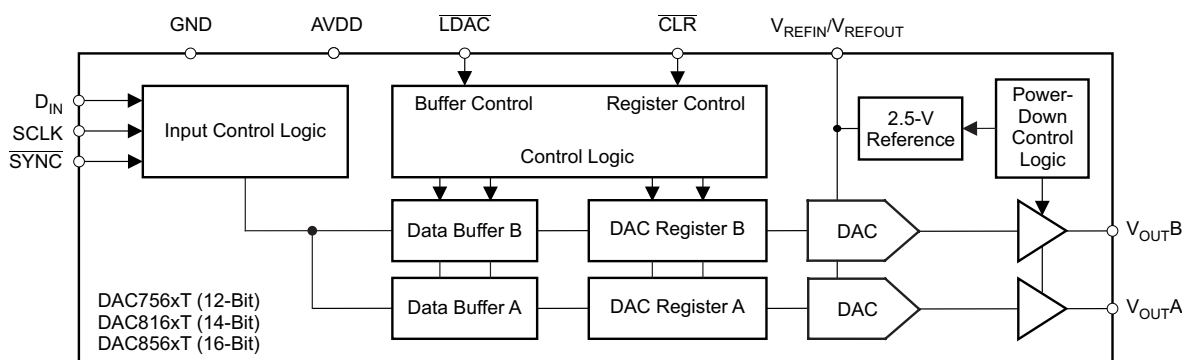 GND
AVDD
LDAC
CLR
VREFIN/VREFOUT
DIN
SCLK
SYNC
Input Control Logic
Buffer Control
Register Control
Control Logic
2.5-V
Reference
Power-
Down
Control
Logic
Data Buffer B
DAC Register B
DAC
VOUTB
Data Buffer A
DAC Register A
DAC
VOUTA
DAC756xT (12-Bit)
DAC816xT (14-Bit)
DAC856xT (16-Bit)